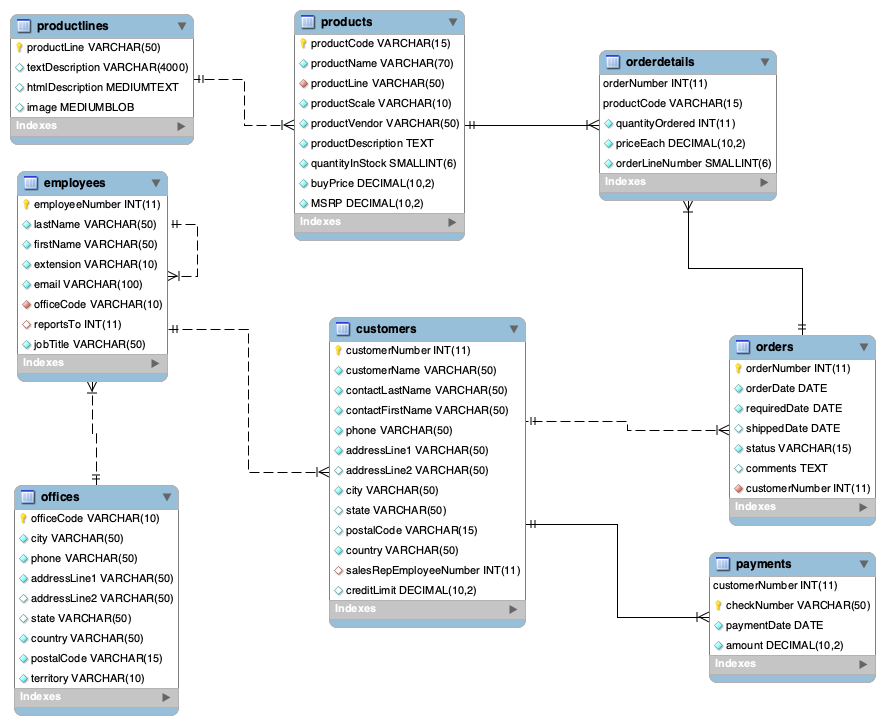 productlines
productLine VARCHAR(50)
textDescription VARCHAR(4000)
htmlDescription MEDIUMTEXT
image MEDIUMBLOB
Indexes
products
productCode VARCHAR(15)
productName VARCHAR(70)
productLine VARCHAR(50)
productScale VARCHAR(10)
productVendor VARCHAR(50)
productDescription TEXT
quantityInStock SMALLINT(6)
buyPrice DECIMAL(10,2)
MSRP DECIMAL(10,2)
Indexes
orderdetails
orderNumber INT(11)
productCode VARCHAR(15)
quantityOrdered INT(11)
priceEach DECIMAL(10,2)
orderLineNumber SMALLINT(6)
Indexes
employees
employeeNumber INT(11)
lastName VARCHAR(50)
firstName VARCHAR(50)
extension VARCHAR(10)
email VARCHAR(100)
officeCode VARCHAR(10)
reportsTo INT(11)
jobTitle VARCHAR(50)
Indexes
customers
customerNumber INT(11)
customerName VARCHAR(50)
contactLastName VARCHAR(50)
contactFirstName VARCHAR(50)
phone VARCHAR(50)
addressLine1 VARCHAR(50)
addressLine2 VARCHAR(50)
city VARCHAR(50)
state VARCHAR(50)
postalCode VARCHAR(15)
country VARCHAR(50)
salesRepEmployeeNumber INT(11)
creditLimit DECIMAL(10,2)
Indexes
orders
orderNumber INT(11)
orderDate DATE
requiredDate DATE
shippedDate DATE
status VARCHAR(15)
comments TEXT
customerNumber INT(11)
Indexes
offices
officeCode VARCHAR(10)
city VARCHAR(50)
phone VARCHAR(50)
addressLine1 VARCHAR(50)
addressLine2 VARCHAR(50)
state VARCHAR(50)
country VARCHAR(50)
postalCode VARCHAR(15)
territory VARCHAR(10)
Indexes
payments
customerNumber INT(11)
checkNumber VARCHAR(50)
paymentDate DATE
amount DECIMAL(10,2)
Indexes